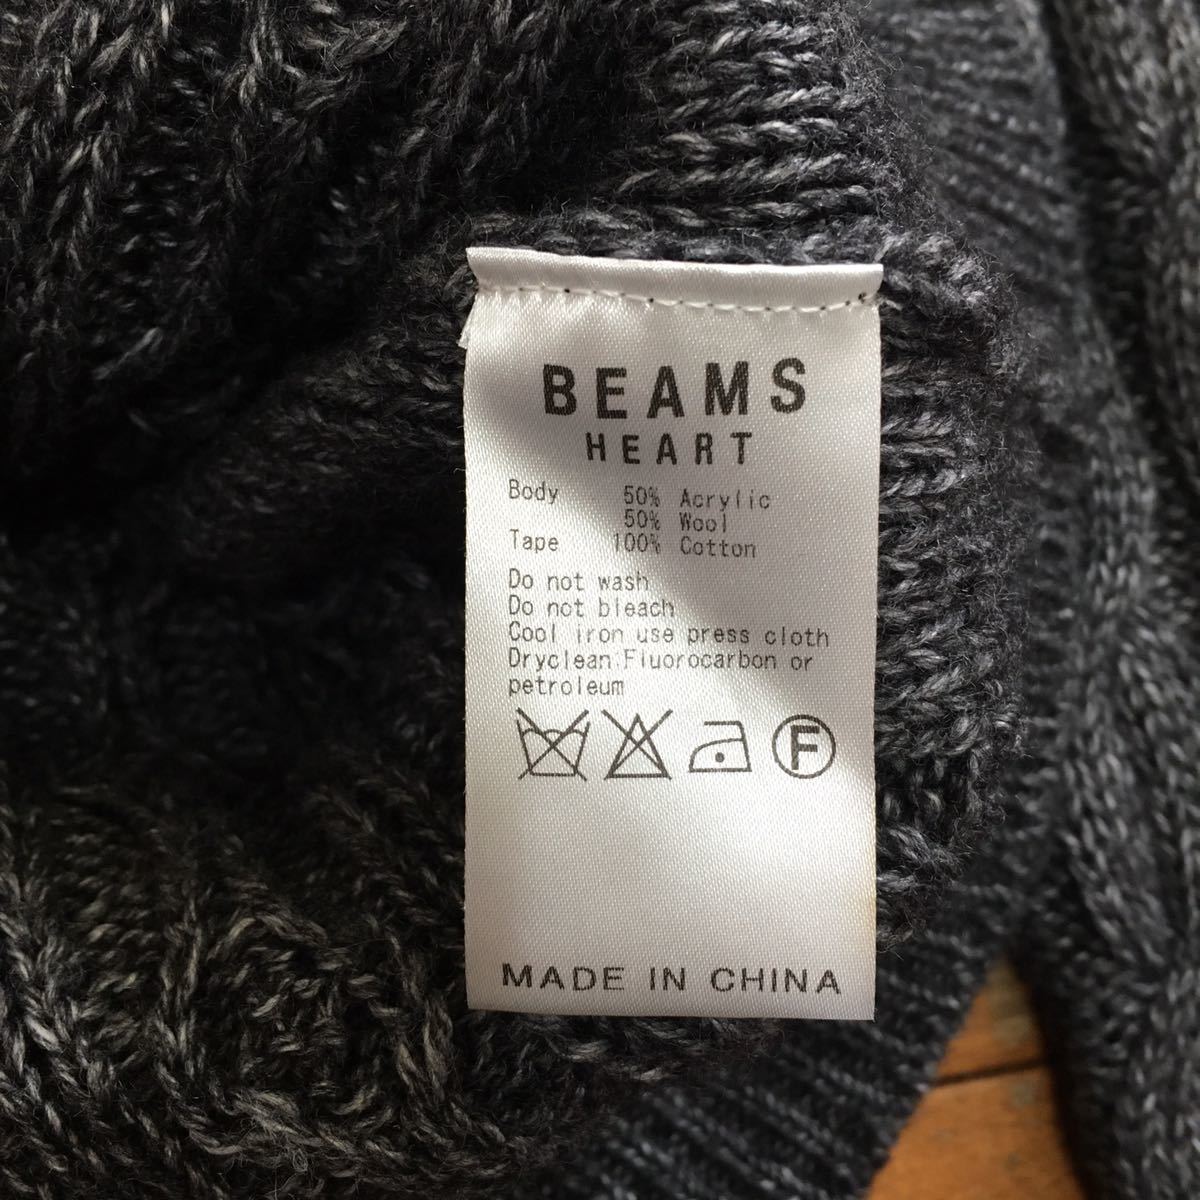 BEAMS
HEART
Body 50% Acrylic
50% Wool
Tape 100% Cotton
Do not wash
Do not bleach
Cool iron use press cloth
Dryclean:Fluorocarbon or
petroleum
F
MADE IN CHINA